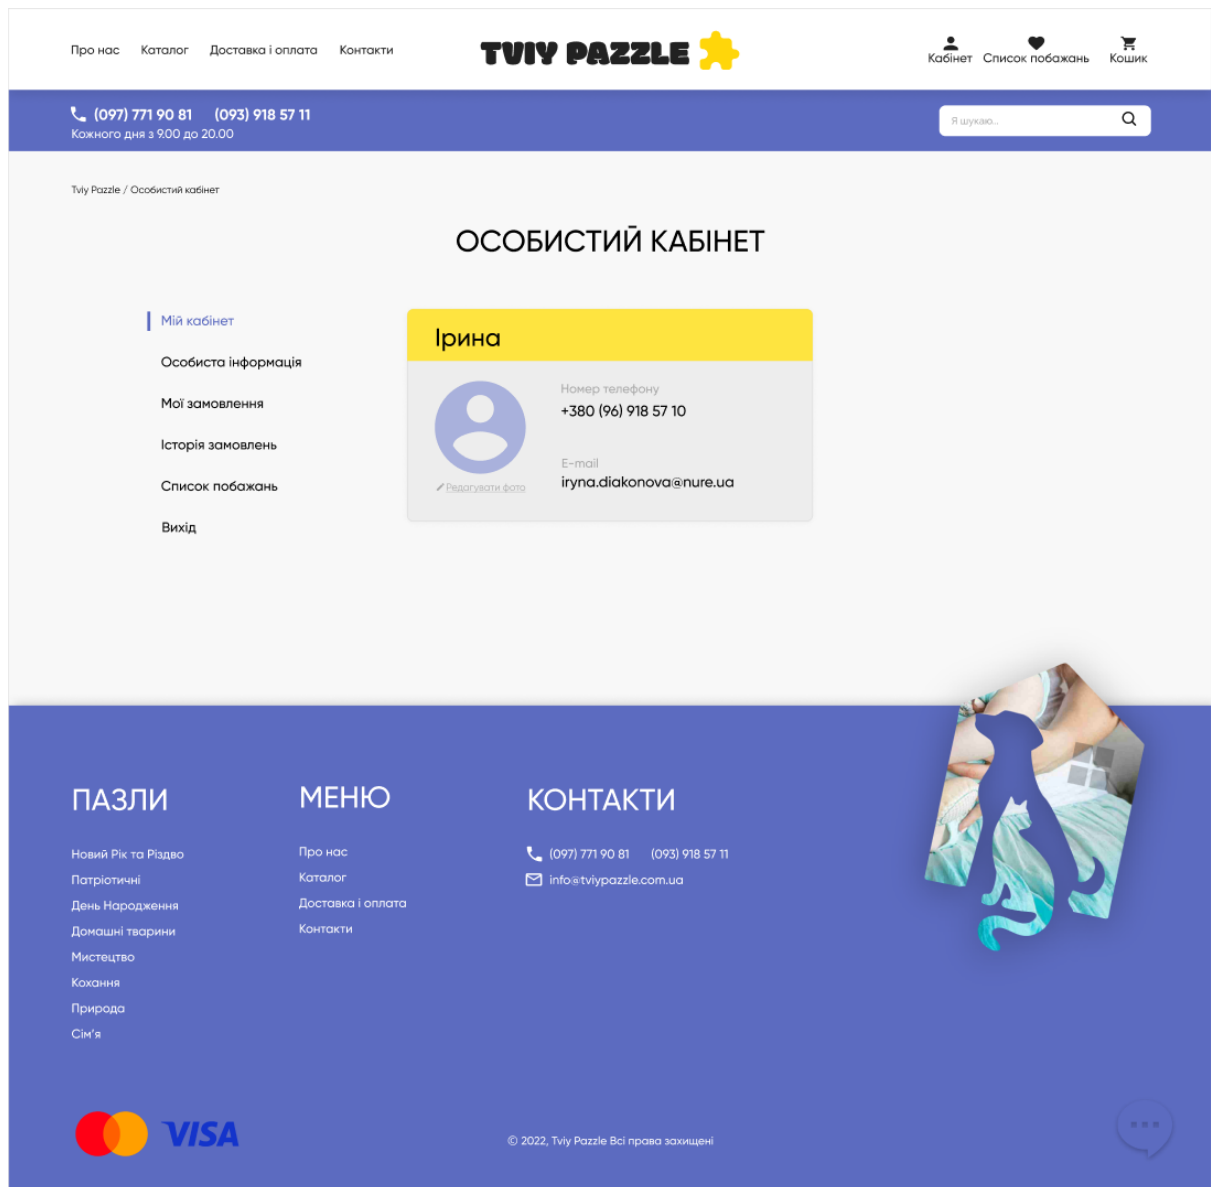 Про нас Каталог Доставка і оплата Контакти
TVIY PAZZLE
Кабінет Список побажань Кошик
(097) 771 90 81 (093) 918 57 11
Кожного дня з 9.00 до 20.00
Я шукаю...
Tviy Pazzle / Особистий кабінет
ОСОБИСТИЙ КАБІНЕТ
Мій кабінет
Особиста інформація
Мої замовлення
Історія замовлень
Список побажань
Вихід
Ірина
Номер телефону
+380 (96) 918 57 10
E-mail
iryna.diakonova@nure.ua
Редагувати фото
ПАЗЛИ
Новий Рік та Різдво
Патріотичні
День Народження
Домашні тварини
Мистецтво
Кохання
Природа
Сім'я
МЕНЮ
Про нас
Каталог
Доставка і оплата
Контакти
КОНТАКТИ
(097) 771 90 81 (093) 918 57 11
info@tviypazzle.com.ua
VISA
© 2022, Tviy Pazzle Всі права захищені